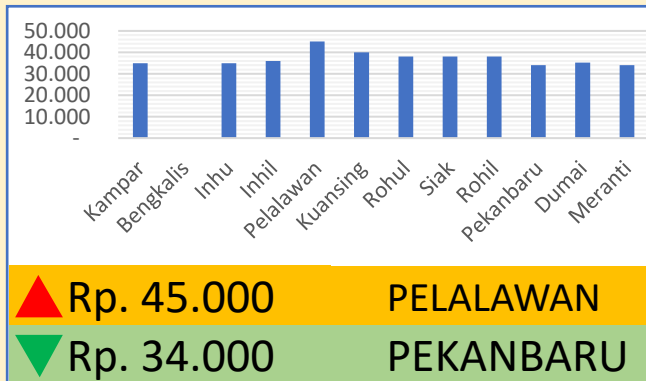 50.000
40.000
30.000
20.000
10.000
-
Kampar
Bengkalis
Inhu
Inhil
Pelalawan
Kuansing
Rohul
Siak
Rohil
Pekanbaru
Dumai
Meranti
Rp. 45.000 PELALAWAN
Rp. 34.000 PEKANBARU